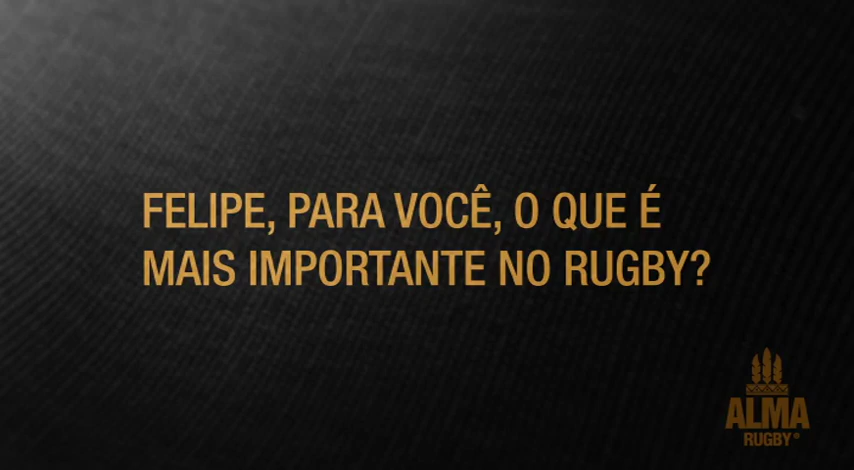 FELIPE, PARA VOCÊ, O QUE É
MAIS IMPORTANTE NO RUGBY?
ALMA
RUGBY®